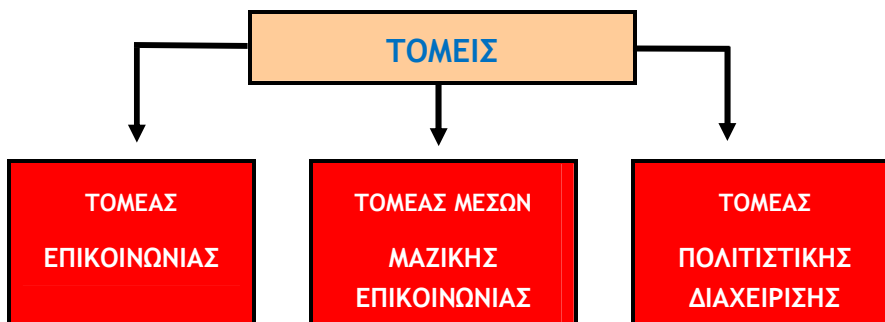 ΤΟΜΕΙΣ
ΤΟΜΕΑΣ
ΕΠΙΚΟΙΝΩΝΙΑΣ
ΤΟΜΕΑΣ ΜΕΣΩΝ
ΜΑΖΙΚΗΣ
ΕΠΙΚΟΙΝΩΝΙΑΣ
ΤΟΜΕΑΣ
ΠΟΛΙΤΙΣΤΙΚΗΣ
ΔΙΑΧΕΙΡΙΣΗΣ